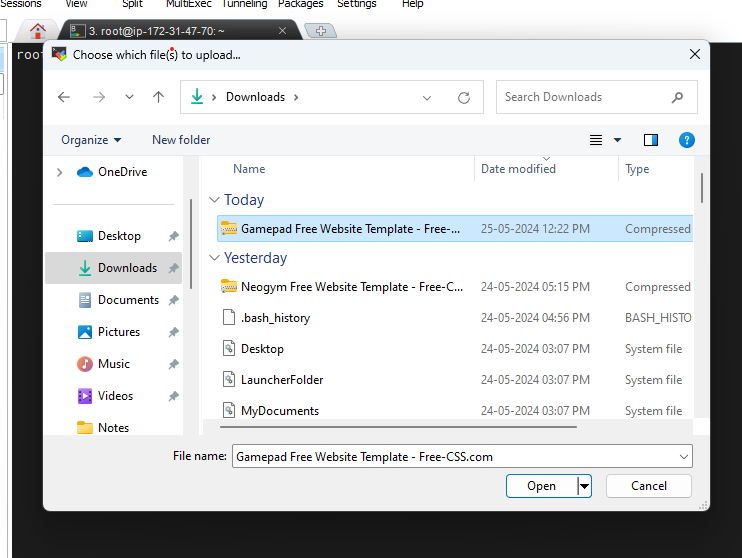 Sessions View Split MultiExec Tunneling Packages Settings Help
3. root@ip-172-31-47-70: ~
Choose which file(s) to upload...
Downloads
Search Downloads
Organize New folder
Name Date modified Type
OneDrive
Desktop
Downloads
Documents
Pictures
Music
Videos
Notes
Today
Gamepad Free Website Template - Free-... 25-05-2024 12:22 PM Compressed
Yesterday
Neogym Free Website Template - Free-C... 24-05-2024 05:15 PM Compressed
.bash_history 24-05-2024 04:56 PM BASH_HISTO
Desktop 24-05-2024 03:07 PM System file
LauncherFolder 24-05-2024 03:07 PM System file
MyDocuments 24-05-2024 03:07 PM System file
File name: Gamepad Free Website Template - Free-CSS.com
Open Cancel